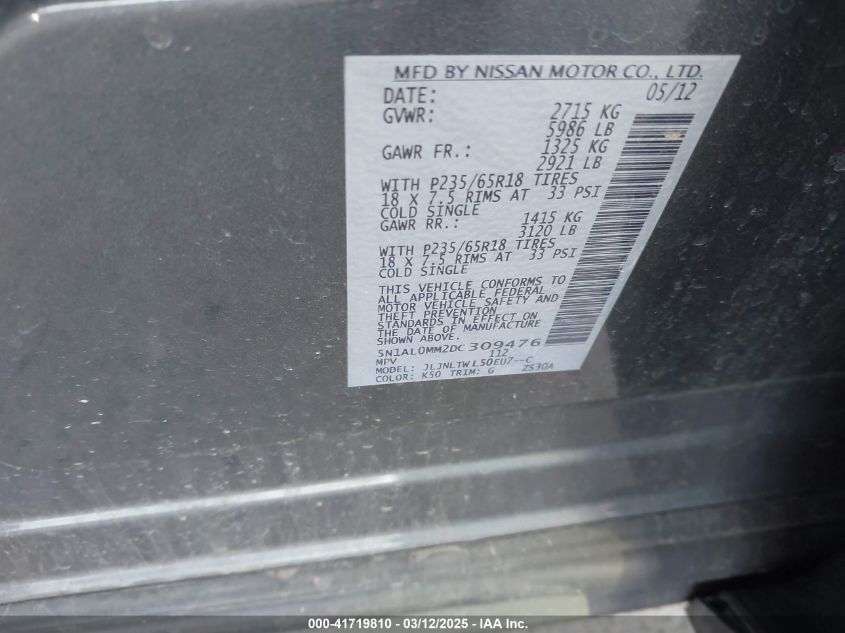 MFD BY NISSAN MOTOR CO., LTD.
DATE: 05/12
GVWR: 2715 KG
5986 LB
GAWR FR.: 1325 KG
2921 LB
WITH P235/65R18 TIRES
18 X 7.5 RIMS AT 33 PSI
COLD SINGLE
GAWR RR.: 1415 KG
3120 LB
WITH P235/65R18 TIRES
18 X 7.5 RIMS AT 33 PSI
COLD SINGLE
THIS VEHICLE CONFORMS TO
ALL APPLICABLE FEDERAL
MOTOR VEHICLE SAFETY AND
THEFT PREVENTION
STANDARDS IN EFFECT ON
THE DATE OF MANUFACTURE
SHOWN ABOVE.
5N1AL0MM2DC309476
MPV 112
MODEL: JLJNLTWL50EU7--C
COLOR: K50 TRIM: G ZS30A
000-41719810 - 03/12/2025 - IAA Inc.